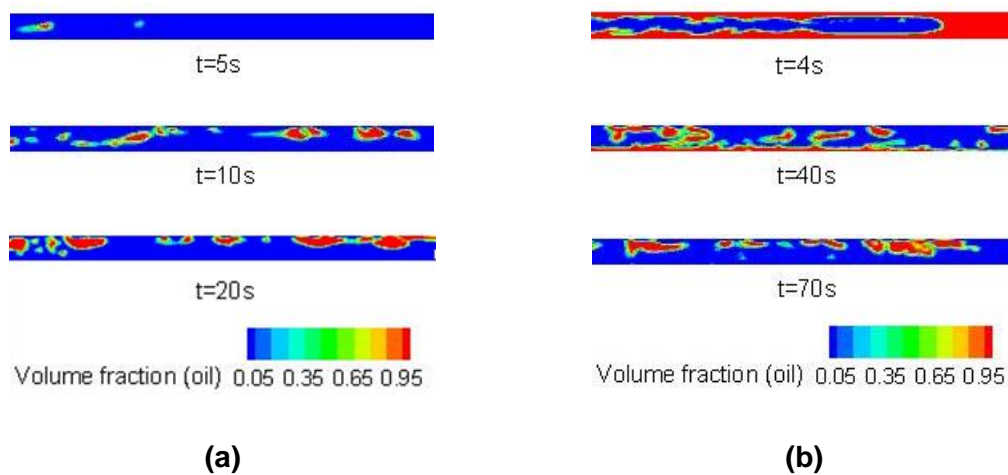 t=5s
t=10s
t=20s
Volume fraction (oil) 0.05 0.35 0.65 0.95
(a)
t=4s
t=40s
t=70s
Volume fraction (oil) 0.05 0.35 0.65 0.95
(b)